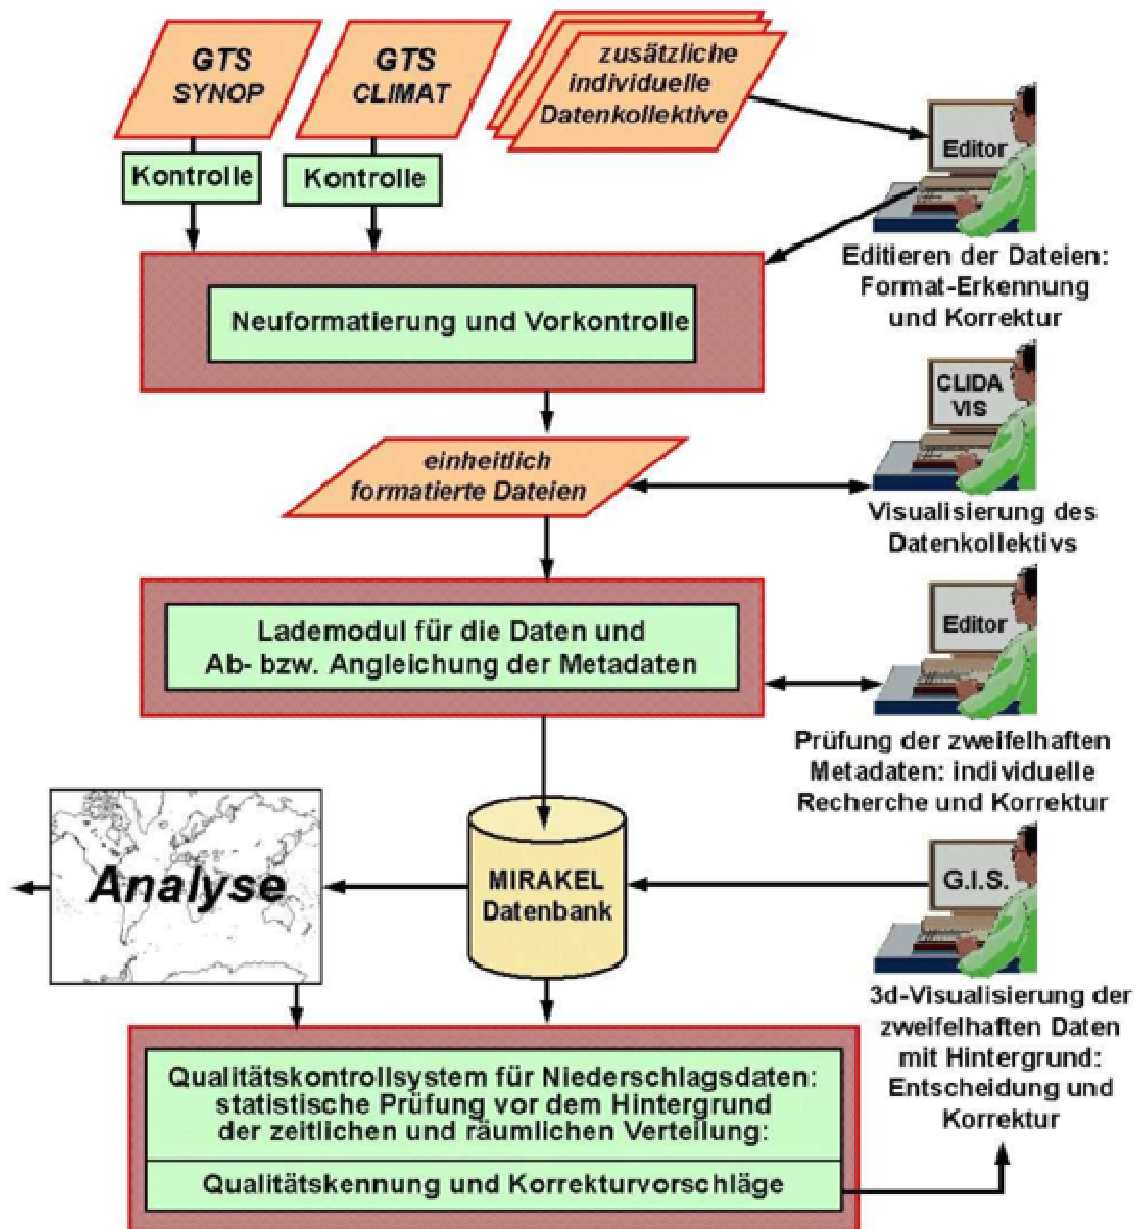 GTS
SYNOP
GTS
CLIMAT
zusätzliche
individuelle
Datenkollektive
Editor
Kontrolle
Kontrolle
Editieren der Dateien:
Format-Erkennung
und Korrektur
Neuformatierung und Vorkontrolle
CLIDA
VIS
einheitlich
formatierte Dateien
Visualisierung des
Datenkollektivs
Lademodul für die Daten und
Ab- bzw. Angleichung der Metadaten
Editor
Prüfung der zweifelhaften
Metadaten: individuelle
Recherche und Korrektur
Analyse
MIRAKEL
Datenbank
G.I.S.
3d-Visualisierung der
zweifelhaften Daten
mit Hintergrund:
Entscheidung und
Korrektur
Qualitätskontrollsystem für Niederschlagsdaten:
statistische Prüfung vor dem Hintergrund
der zeitlichen und räumlichen Verteilung:
Qualitätskennung und Korrekturvorschläge